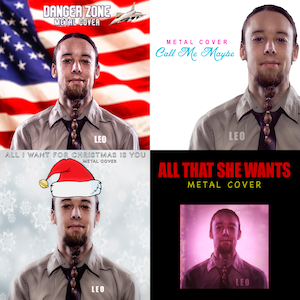 DANGER ZONE
METAL COVER
LEO
METAL COVER
Call Me Maybe
LEO
ALL I WANT FOR CHRISTMAS IS YOU
METAL COVER
LEO
ALL THAT SHE WANTS
METAL COVER
LEO